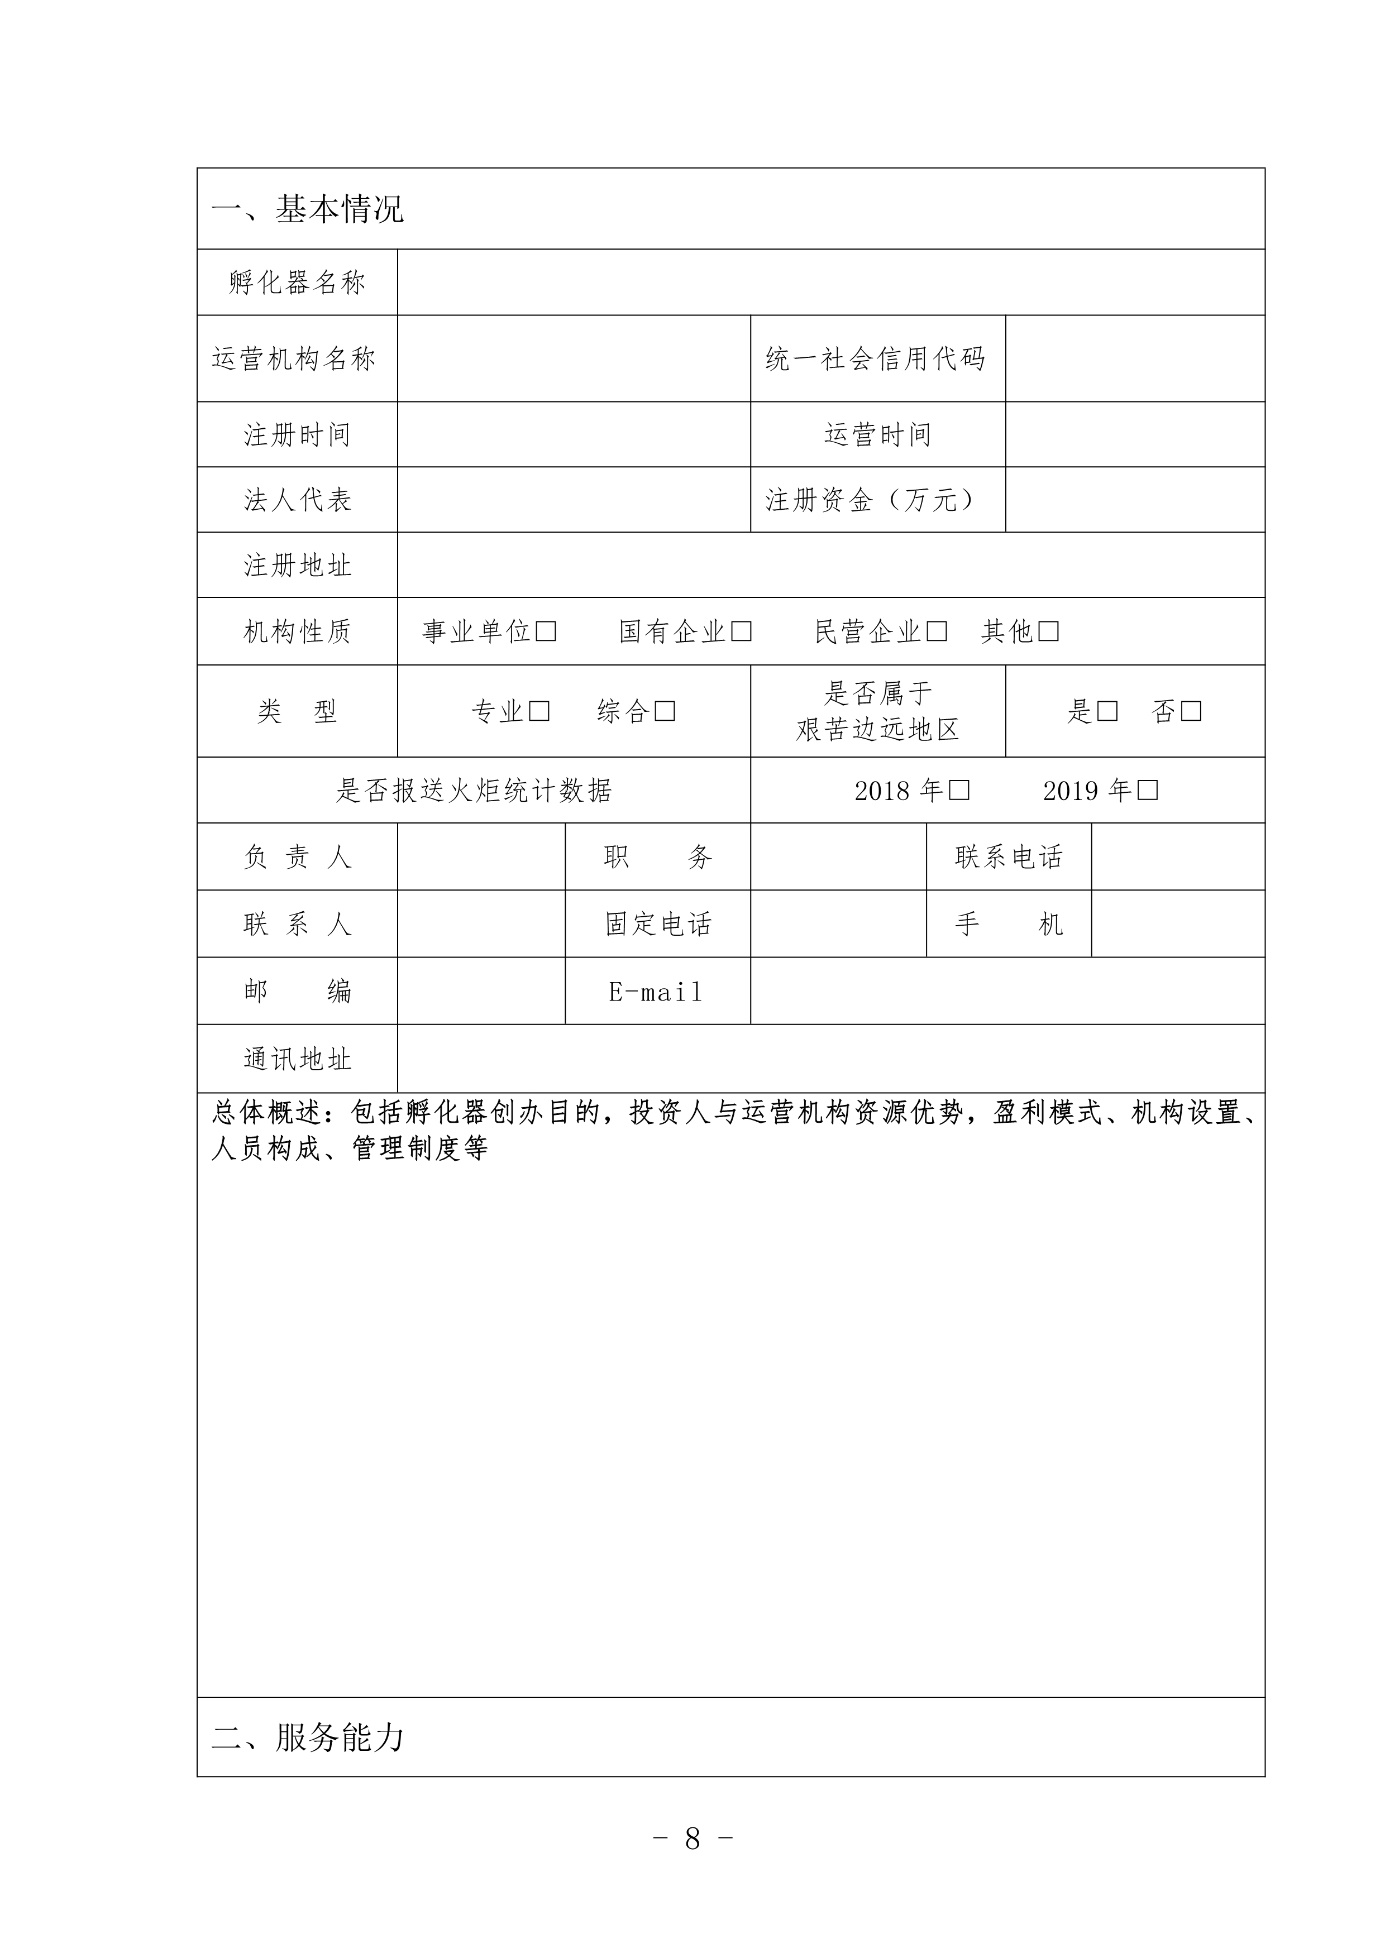 一、基本情况
孵化器名称
运营机构名称 统一社会信用代码
注册时间 运营时间
法人代表 注册资金（万元）
注册地址
机构性质 事业单位□ 国有企业□ 民营企业□ 其他□
类 型 专业□ 综合□ 是否属于 是□ 否□
艰苦边远地区
是否报送火炬统计数据 2018 年□ 2019 年□
负 责 人 职 务 联系电话
联 系 人 固定电话 手 机
邮 编 E-mail
通讯地址
总体概述：包括孵化器创办目的，投资人与运营机构资源优势，盈利模式、机构设置、
人员构成、管理制度等
二、服务能力
－ 8 －